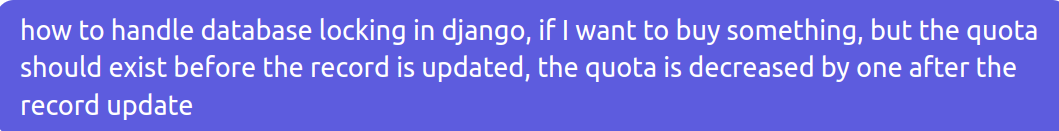 how to handle database locking in django, if I want to buy something, but the quota
should exist before the record is updated, the quota is decreased by one after the
record update